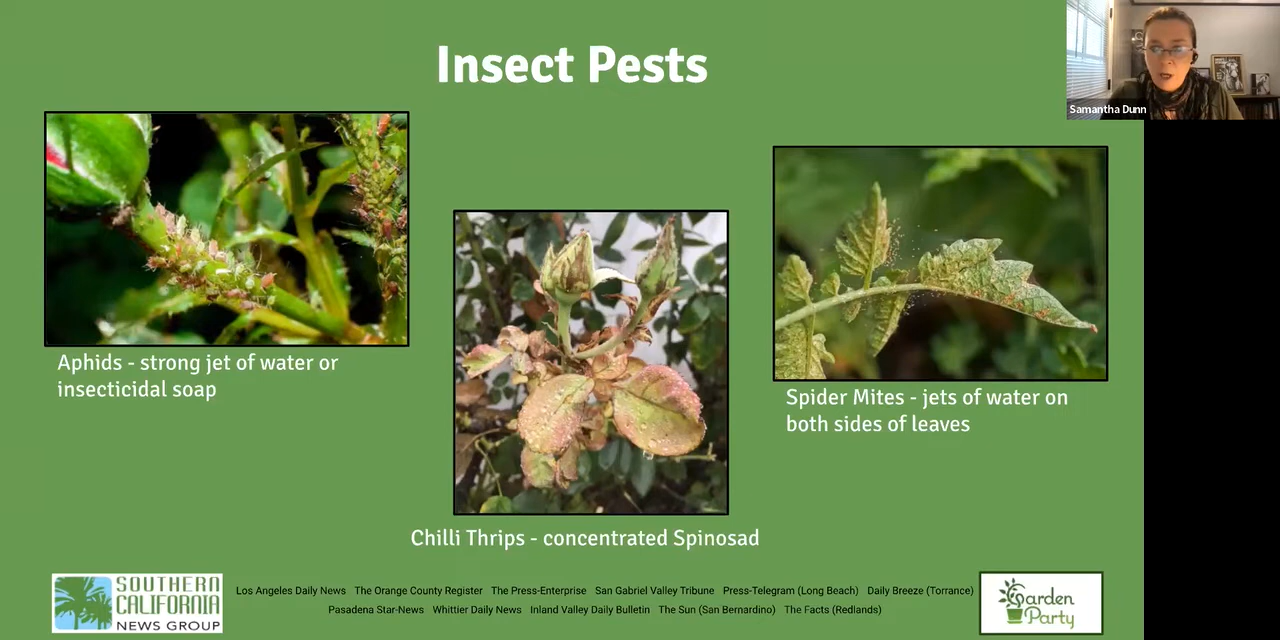 Insect Pests
Samantha Dunn
Aphids - strong jet of water or
insecticidal soap
Spider Mites - jets of water on
both sides of leaves
Chilli Thrips - concentrated Spinosad
SOUTHERN
CALIFORNIA
NEWS GROUP
Los Angeles Daily News The Orange County Register The Press-Enterprise San Gabriel Valley Tribune Press-Telegram (Long Beach) Daily Breeze (Torrance)
Pasadena Star-News Whittier Daily News Inland Valley Daily Bulletin The Sun (San Bernardino) The Facts (Redlands)
Garden
Party